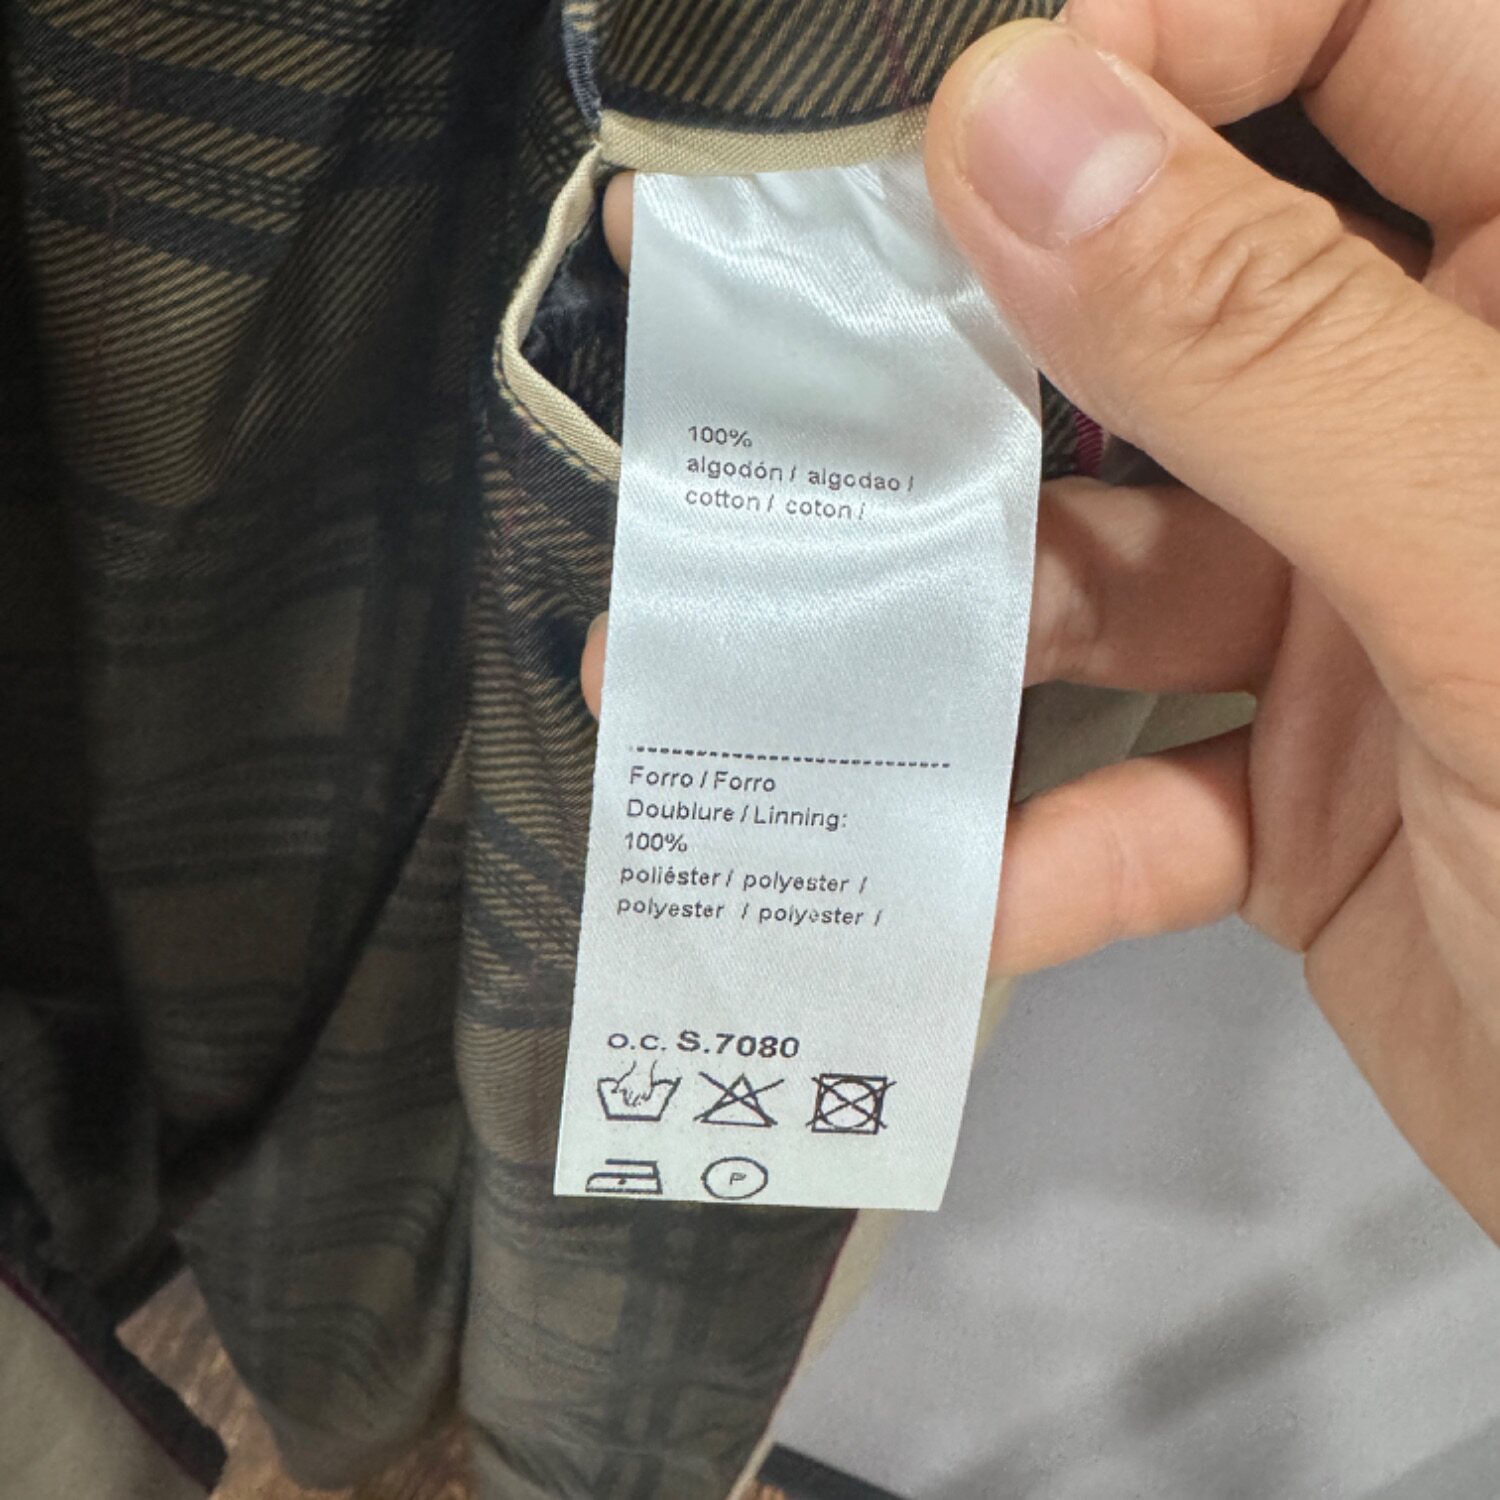 100%
algodón / algodao /
cotton / coton /
Forro / Forro
Doublure / Linning:
100%
poliéster / polyester /
polyester / polyester /
o.c. S.7080
P